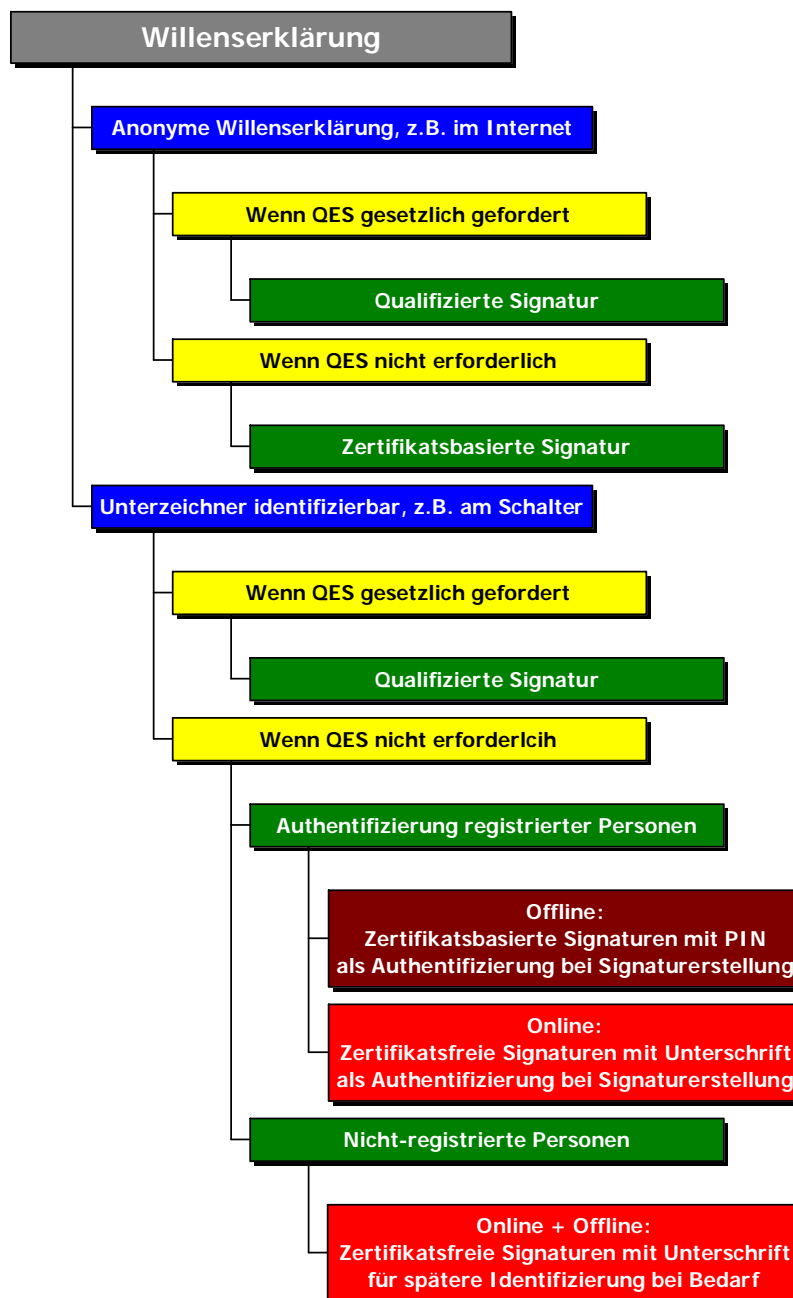 Willenserklärung
Anonyme Willenserklärung, z.B. im Internet
Wenn QES gesetzlich gefordert
Qualifizierte Signatur
Wenn QES nicht erforderlich
Zertifikatsbasierte Signatur
Unterzeichner identifizierbar, z.B. am Schalter
Wenn QES gesetzlich gefordert
Qualifizierte Signatur
Wenn QES nicht erforderlcih
Authentifizierung registrierter Personen
Offline:
Zertifikatsbasierte Signaturen mit PIN
als Authentifizierung bei Signaturerstellung
Online:
Zertifikatsfreie Signaturen mit Unterschrift
als Authentifizierung bei Signaturerstellung
Nicht-registrierte Personen
Online + Offline:
Zertifikatsfreie Signaturen mit Unterschrift
für spätere Identifizierung bei Bedarf